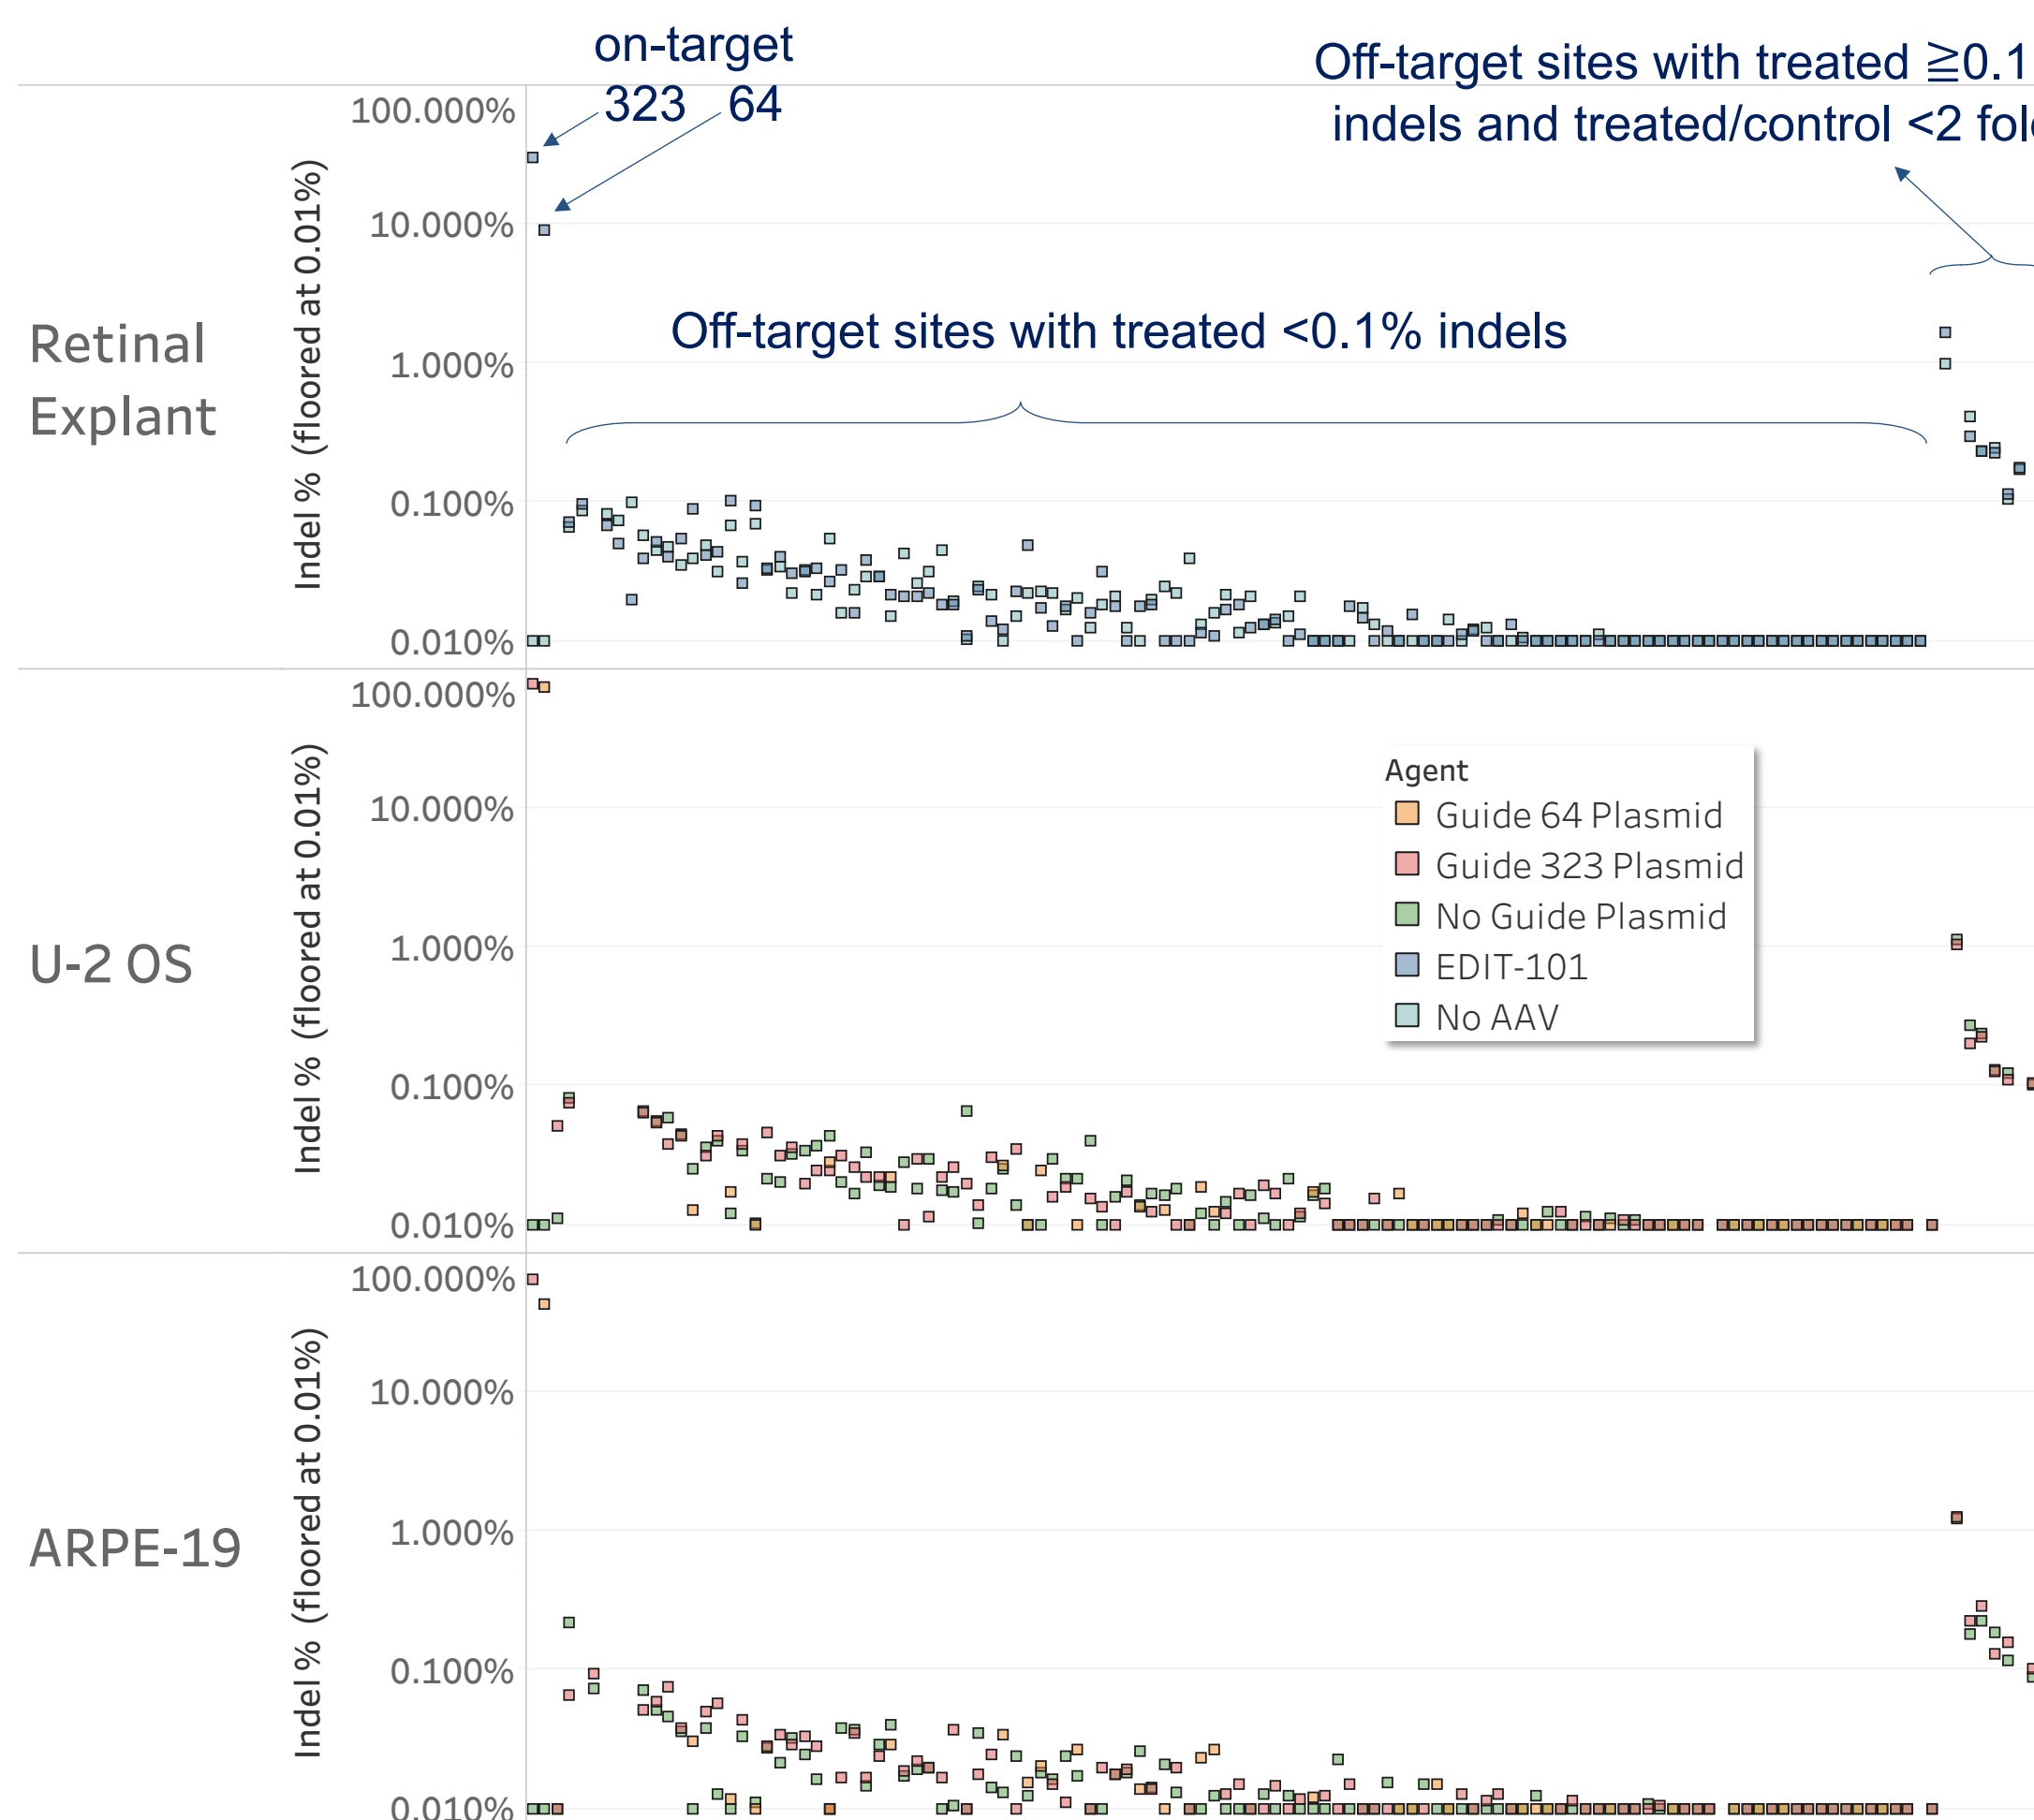 on-target
323 64
Off-target sites with treated ≧0.1
indels and treated/control <2 fol
Off-target sites with treated <0.1% indels
Retinal
Explant
Indel % (floored at 0.01%)
100.000%
10.000%
1.000%
0.100%
0.010%
U-2 OS
Indel % (floored at 0.01%)
100.000%
10.000%
1.000%
0.100%
0.010%
Agent
Guide 64 Plasmid
Guide 323 Plasmid
No Guide Plasmid
EDIT-101
No AAV
ARPE-19
Indel % (floored at 0.01%)
100.000%
10.000%
1.000%
0.100%
0.010%